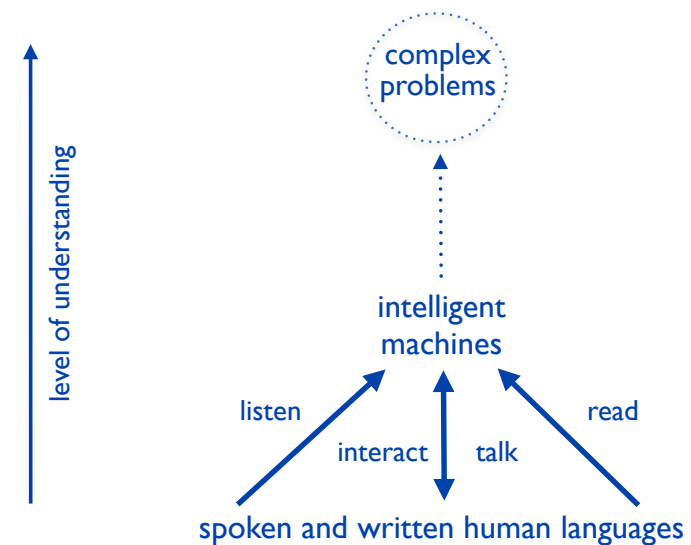 complex
problems
level of understanding
intelligent
machines
listen
read
interact
talk
spoken and written human languages